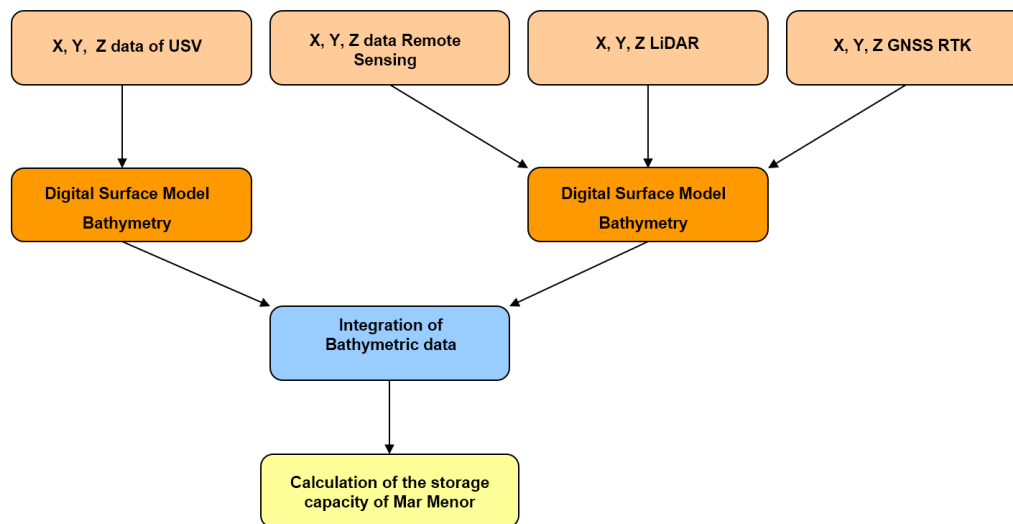 X, Y, Z data of USV
X, Y, Z data Remote
Sensing
X, Y, Z LiDAR
X, Y, Z GNSS RTK
Digital Surface Model
Bathymetry
Digital Surface Model
Bathymetry
Integration of
Bathymetric data
Calculation of the storage
capacity of Mar Menor